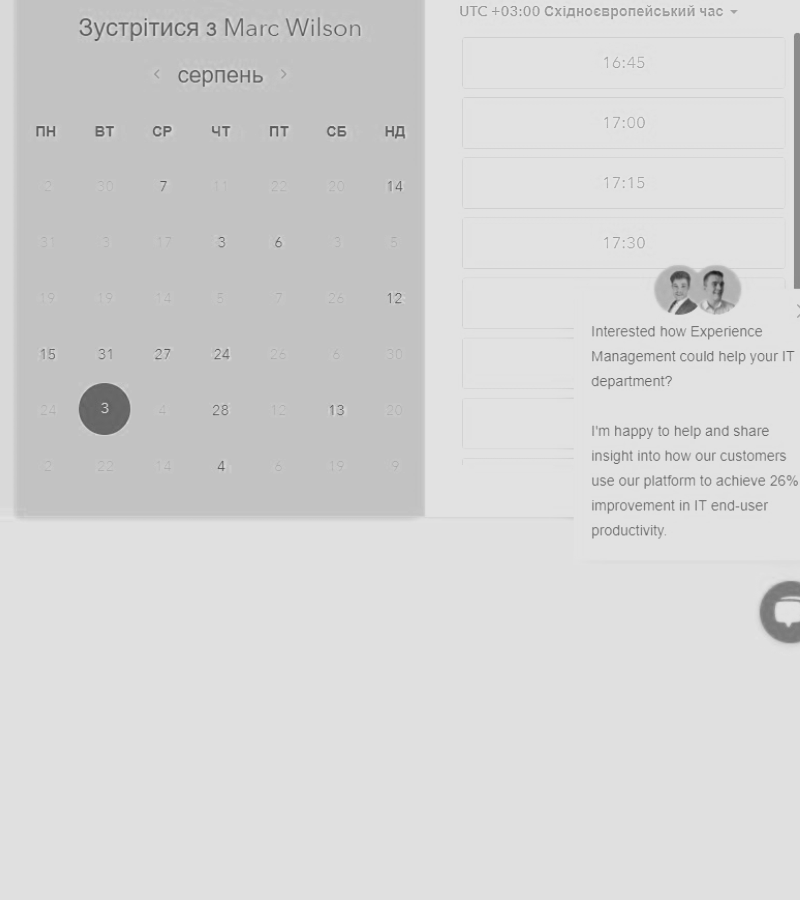 Зустрітися з Marc Wilson
серпень
ПН ВТ СР ЧТ ПТ СБ НД
2 30 7 11 22 20 14
31 3 17 3 6 3 5
19 19 14 5 7 26 12
15 31 27 24 26 6 30
24 3 4 28 12 13 20
2 22 14 4 6 19 9
UTC +03:00 Східноєвропейський час
16:45
17:00
17:15
17:30
Interested how Experience
Management could help your IT
department?
I'm happy to help and share
insight into how our customers
use our platform to achieve 26%
improvement in IT end-user
productivity.